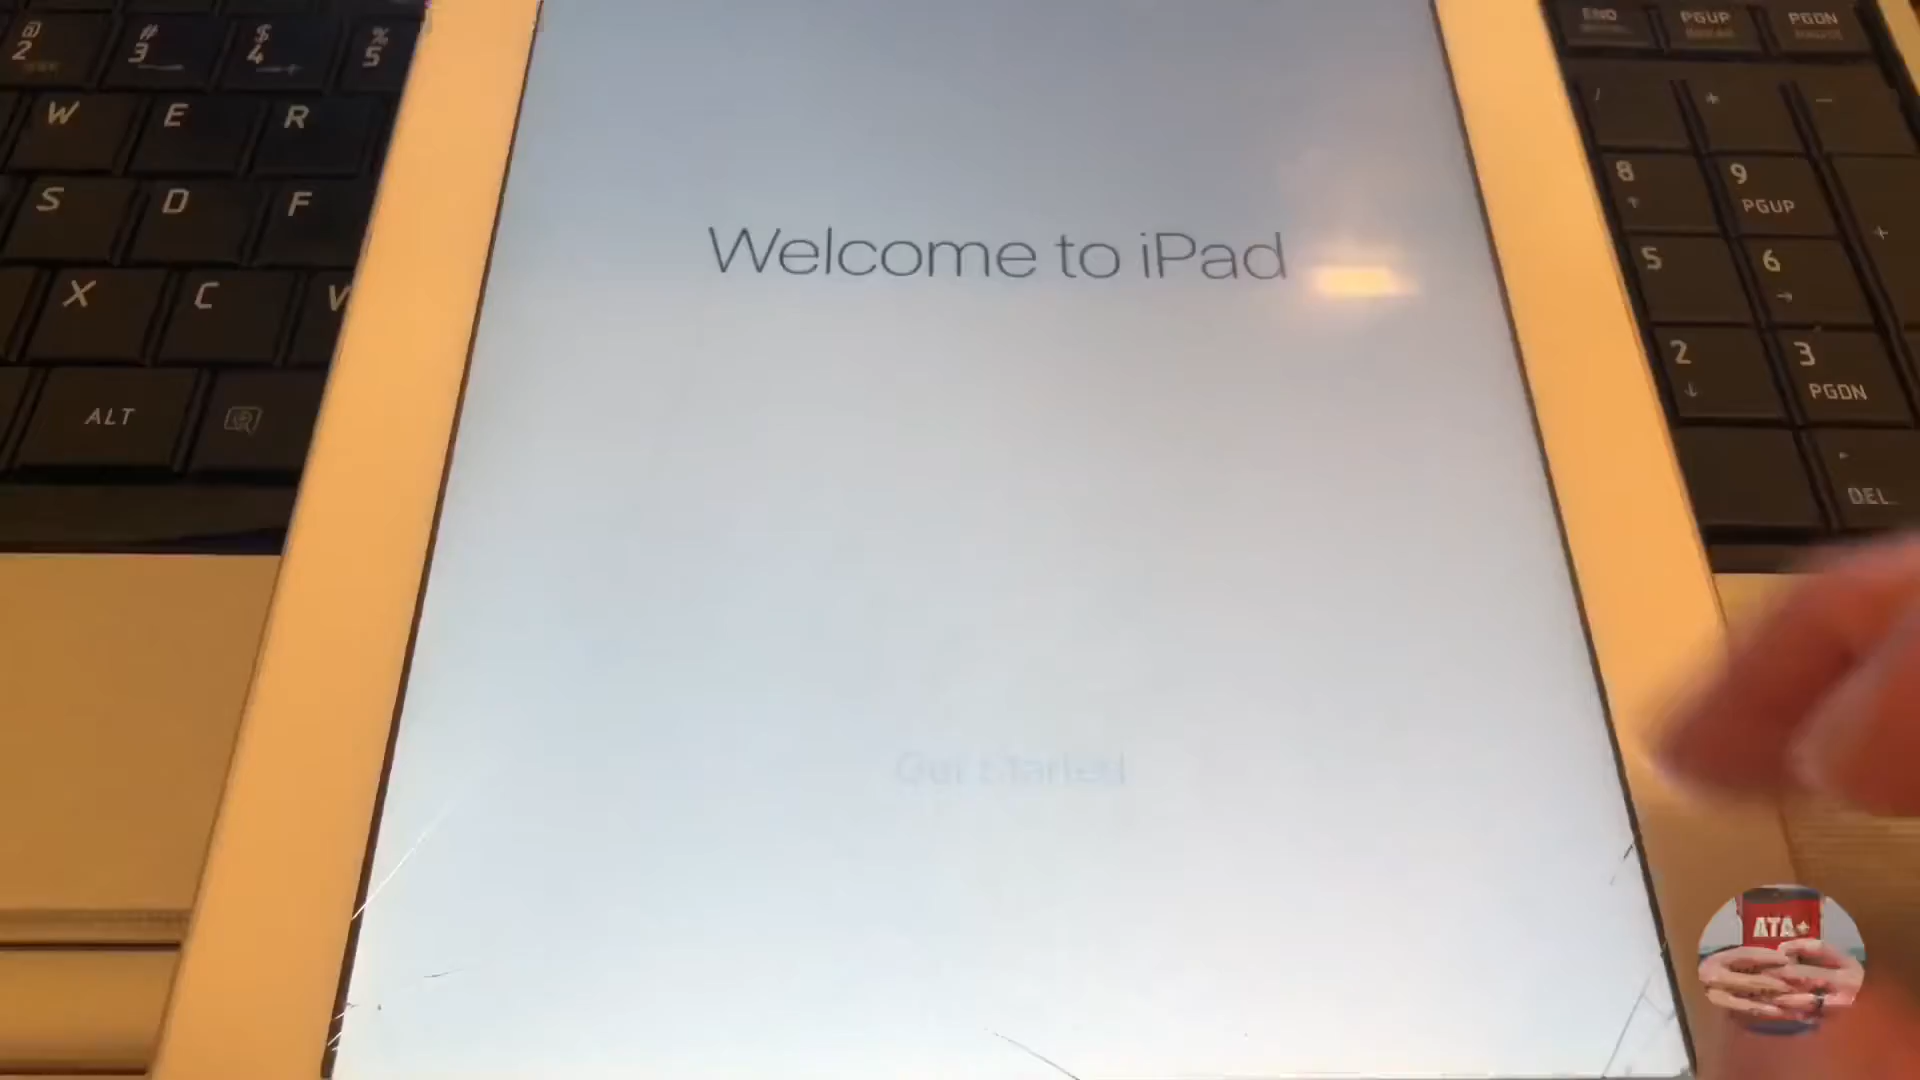 @
2
#
3
$
4
%
5
W
E
R
S
D
F
X
C
V
ALT
Welcome to iPad
Get Started
END
PGUP
PGDN
/
*
-
8
9
PGUP
+
5
6
2
3
PGDN
DEL
ATA+